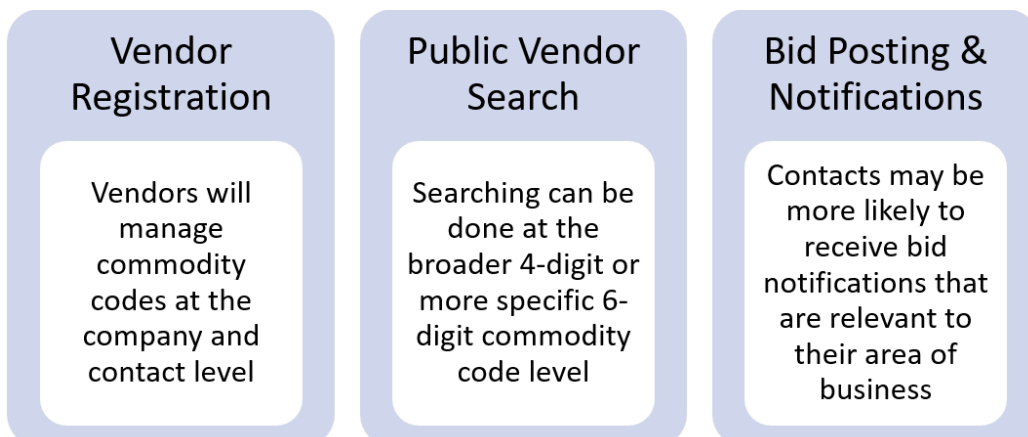 Vendor
Registration
Vendors will
manage
commodity
codes at the
company and
contact level
Public Vendor
Search
Searching can be
done at the
broader 4-digit or
more specific 6-
digit commodity
code level
Bid Posting &
Notifications
Contacts may be
more likely to
receive bid
notifications that
are relevant to
their area of
business